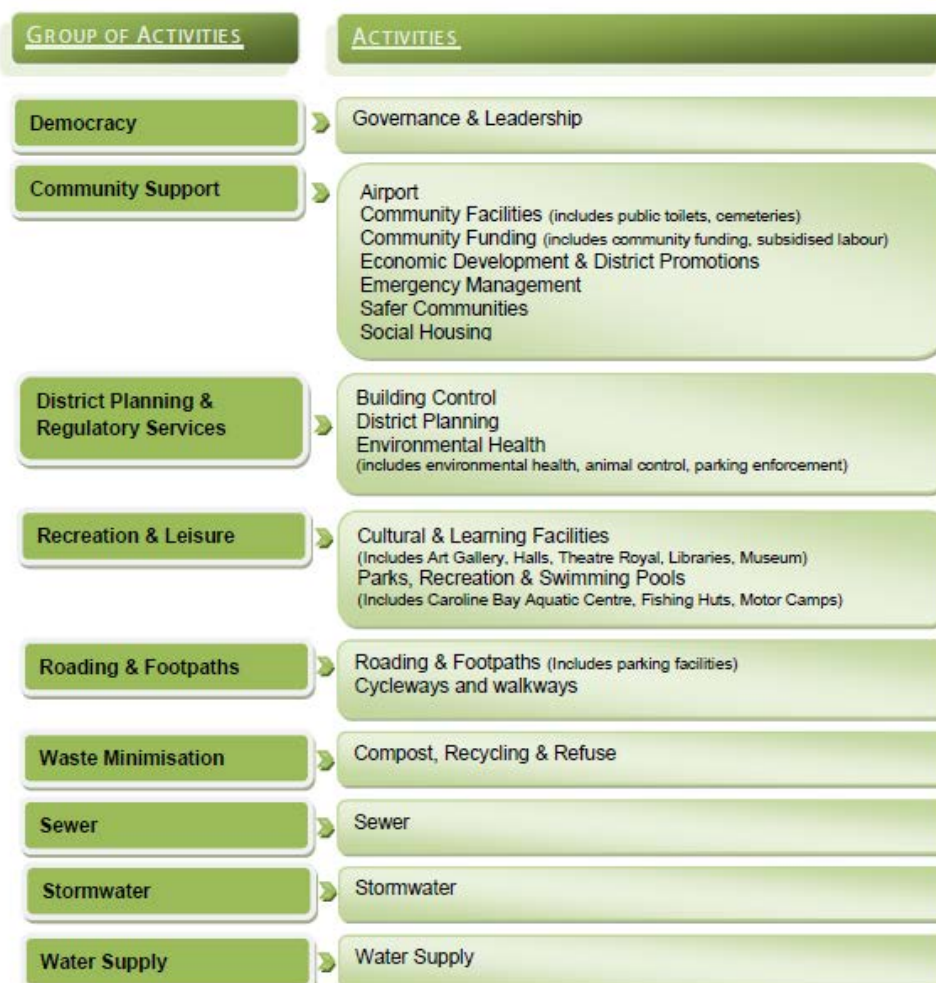 GROUP OF ACTIVITIES
ACTIVITIES
Democracy
Governance & Leadership
Community Support
Airport
Community Facilities (includes public toilets, cemeteries)
Community Funding (includes community funding, subsidised labour)
Economic Development & District Promotions
Emergency Management
Safer Communities
Social Housing
District Planning &
Regulatory Services
Building Control
District Planning
Environmental Health
(includes environmental health, animal control, parking enforcement)
Recreation & Leisure
Cultural & Learning Facilities
(Includes Art Gallery, Halls, Theatre Royal, Libraries, Museum)
Parks, Recreation & Swimming Pools
(Includes Caroline Bay Aquatic Centre, Fishing Huts, Motor Camps)
Roading & Footpaths
Roading & Footpaths (Includes parking facilities)
Cycleways and walkways
Waste Minimisation
Compost, Recycling & Refuse
Sewer
Sewer
Stormwater
Stormwater
Water Supply
Water Supply